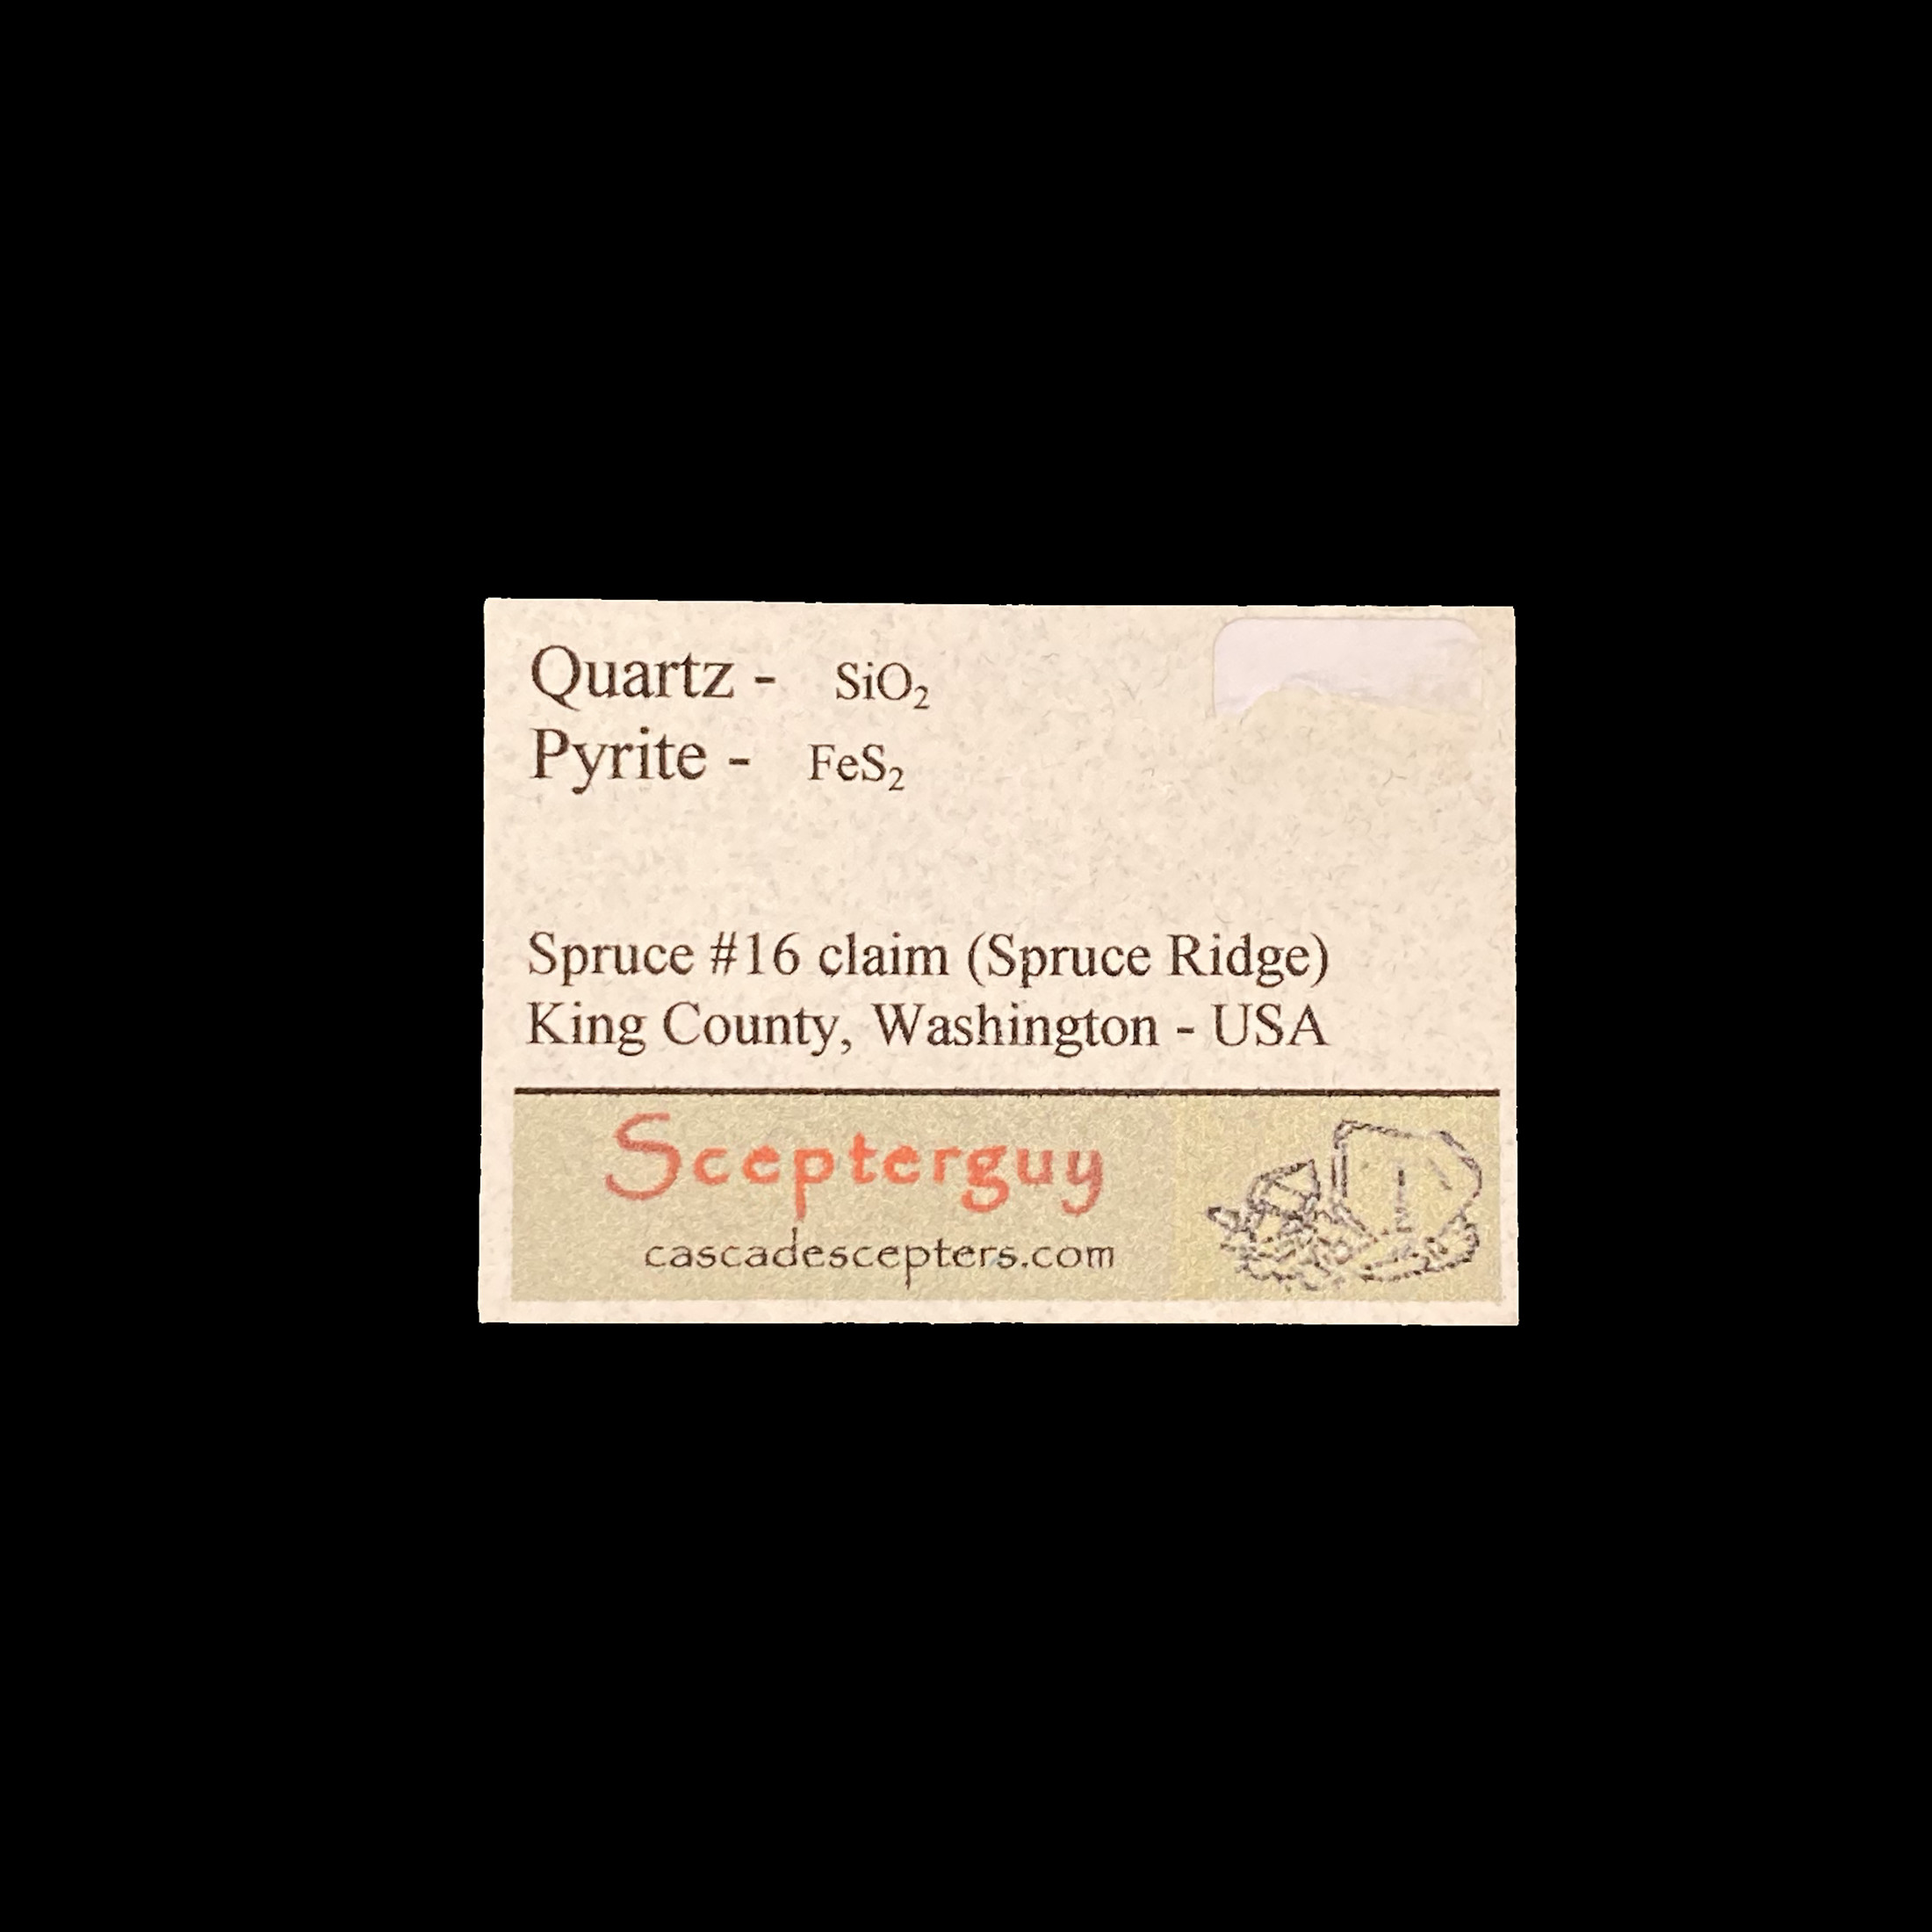 Quartz - SiO₂
Pyrite - FeS₂
Spruce #16 claim (Spruce Ridge)
King County, Washington - USA
Scepterguy
cascadescepters.com